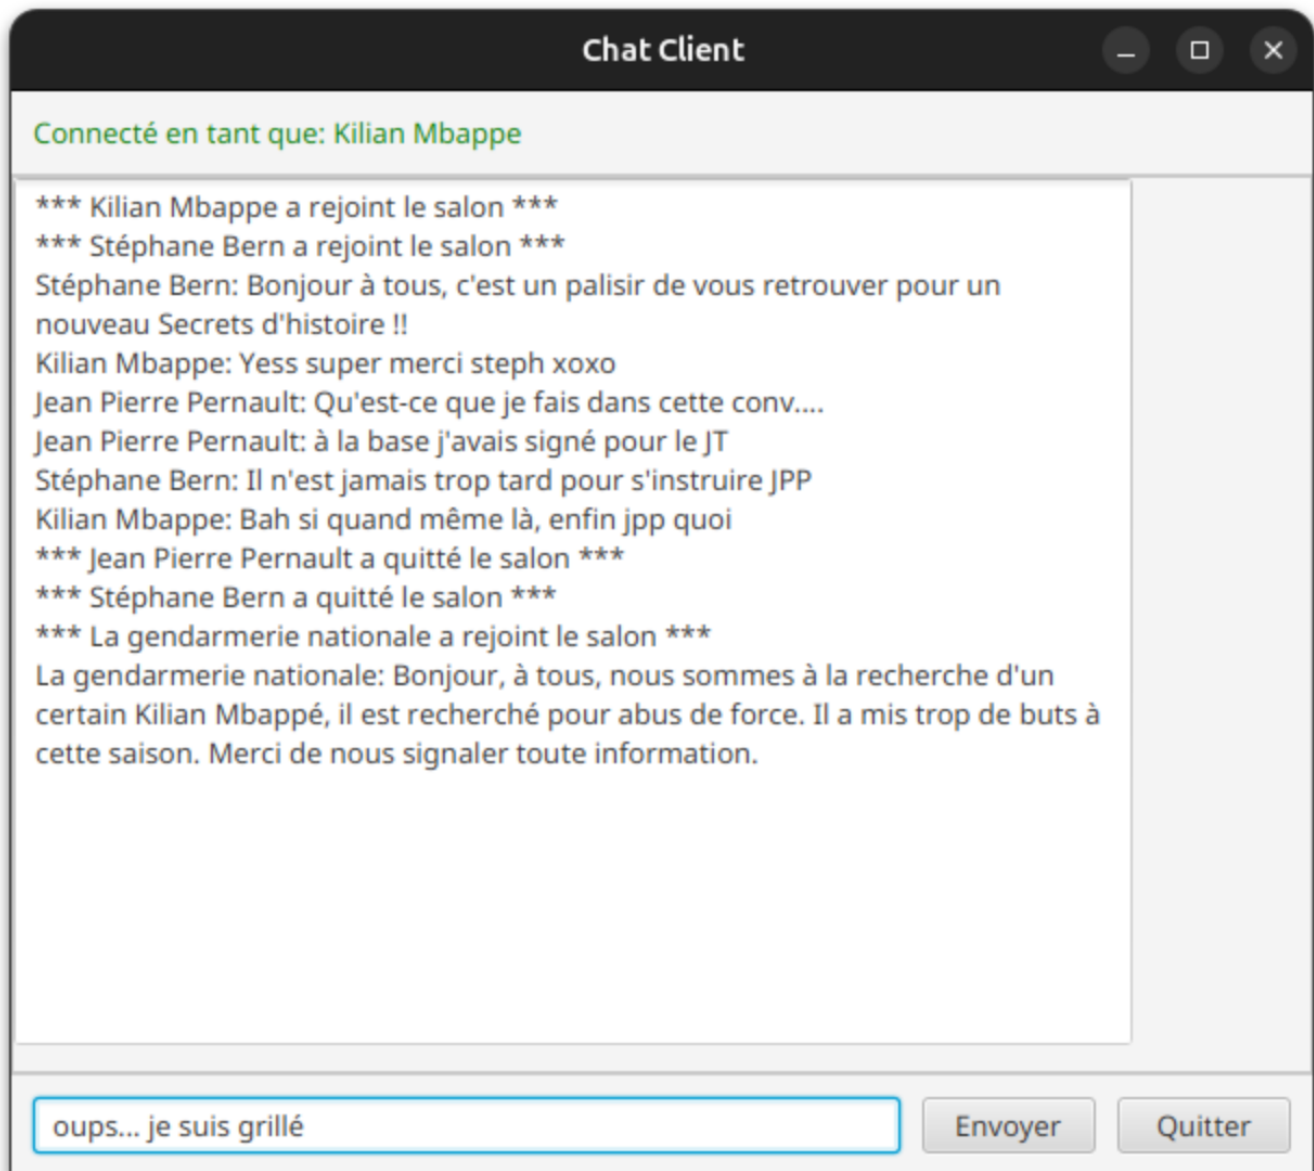 Chat Client
Connecté en tant que: Kilian Mbappe
*** Kilian Mbappe a rejoint le salon ***
*** Stéphane Bern a rejoint le salon ***
Stéphane Bern: Bonjour à tous, c'est un palisir de vous retrouver pour un
nouveau Secrets d'histoire !!
Kilian Mbappe: Yess super merci steph xoxo
Jean Pierre Pernault: Qu'est-ce que je fais dans cette conv....
Jean Pierre Pernault: à la base j'avais signé pour le JT
Stéphane Bern: Il n'est jamais trop tard pour s'instruire JPP
Kilian Mbappe: Bah si quand même là, enfin jpp quoi
*** Jean Pierre Pernault a quitté le salon ***
*** Stéphane Bern a quitté le salon ***
*** La gendarmerie nationale a rejoint le salon ***
La gendarmerie nationale: Bonjour, à tous, nous sommes à la recherche d'un
certain Kilian Mbappé, il est recherché pour abus de force. Il a mis trop de buts à
cette saison. Merci de nous signaler toute information.
oups... je suis grillé
Envoyer
Quitter